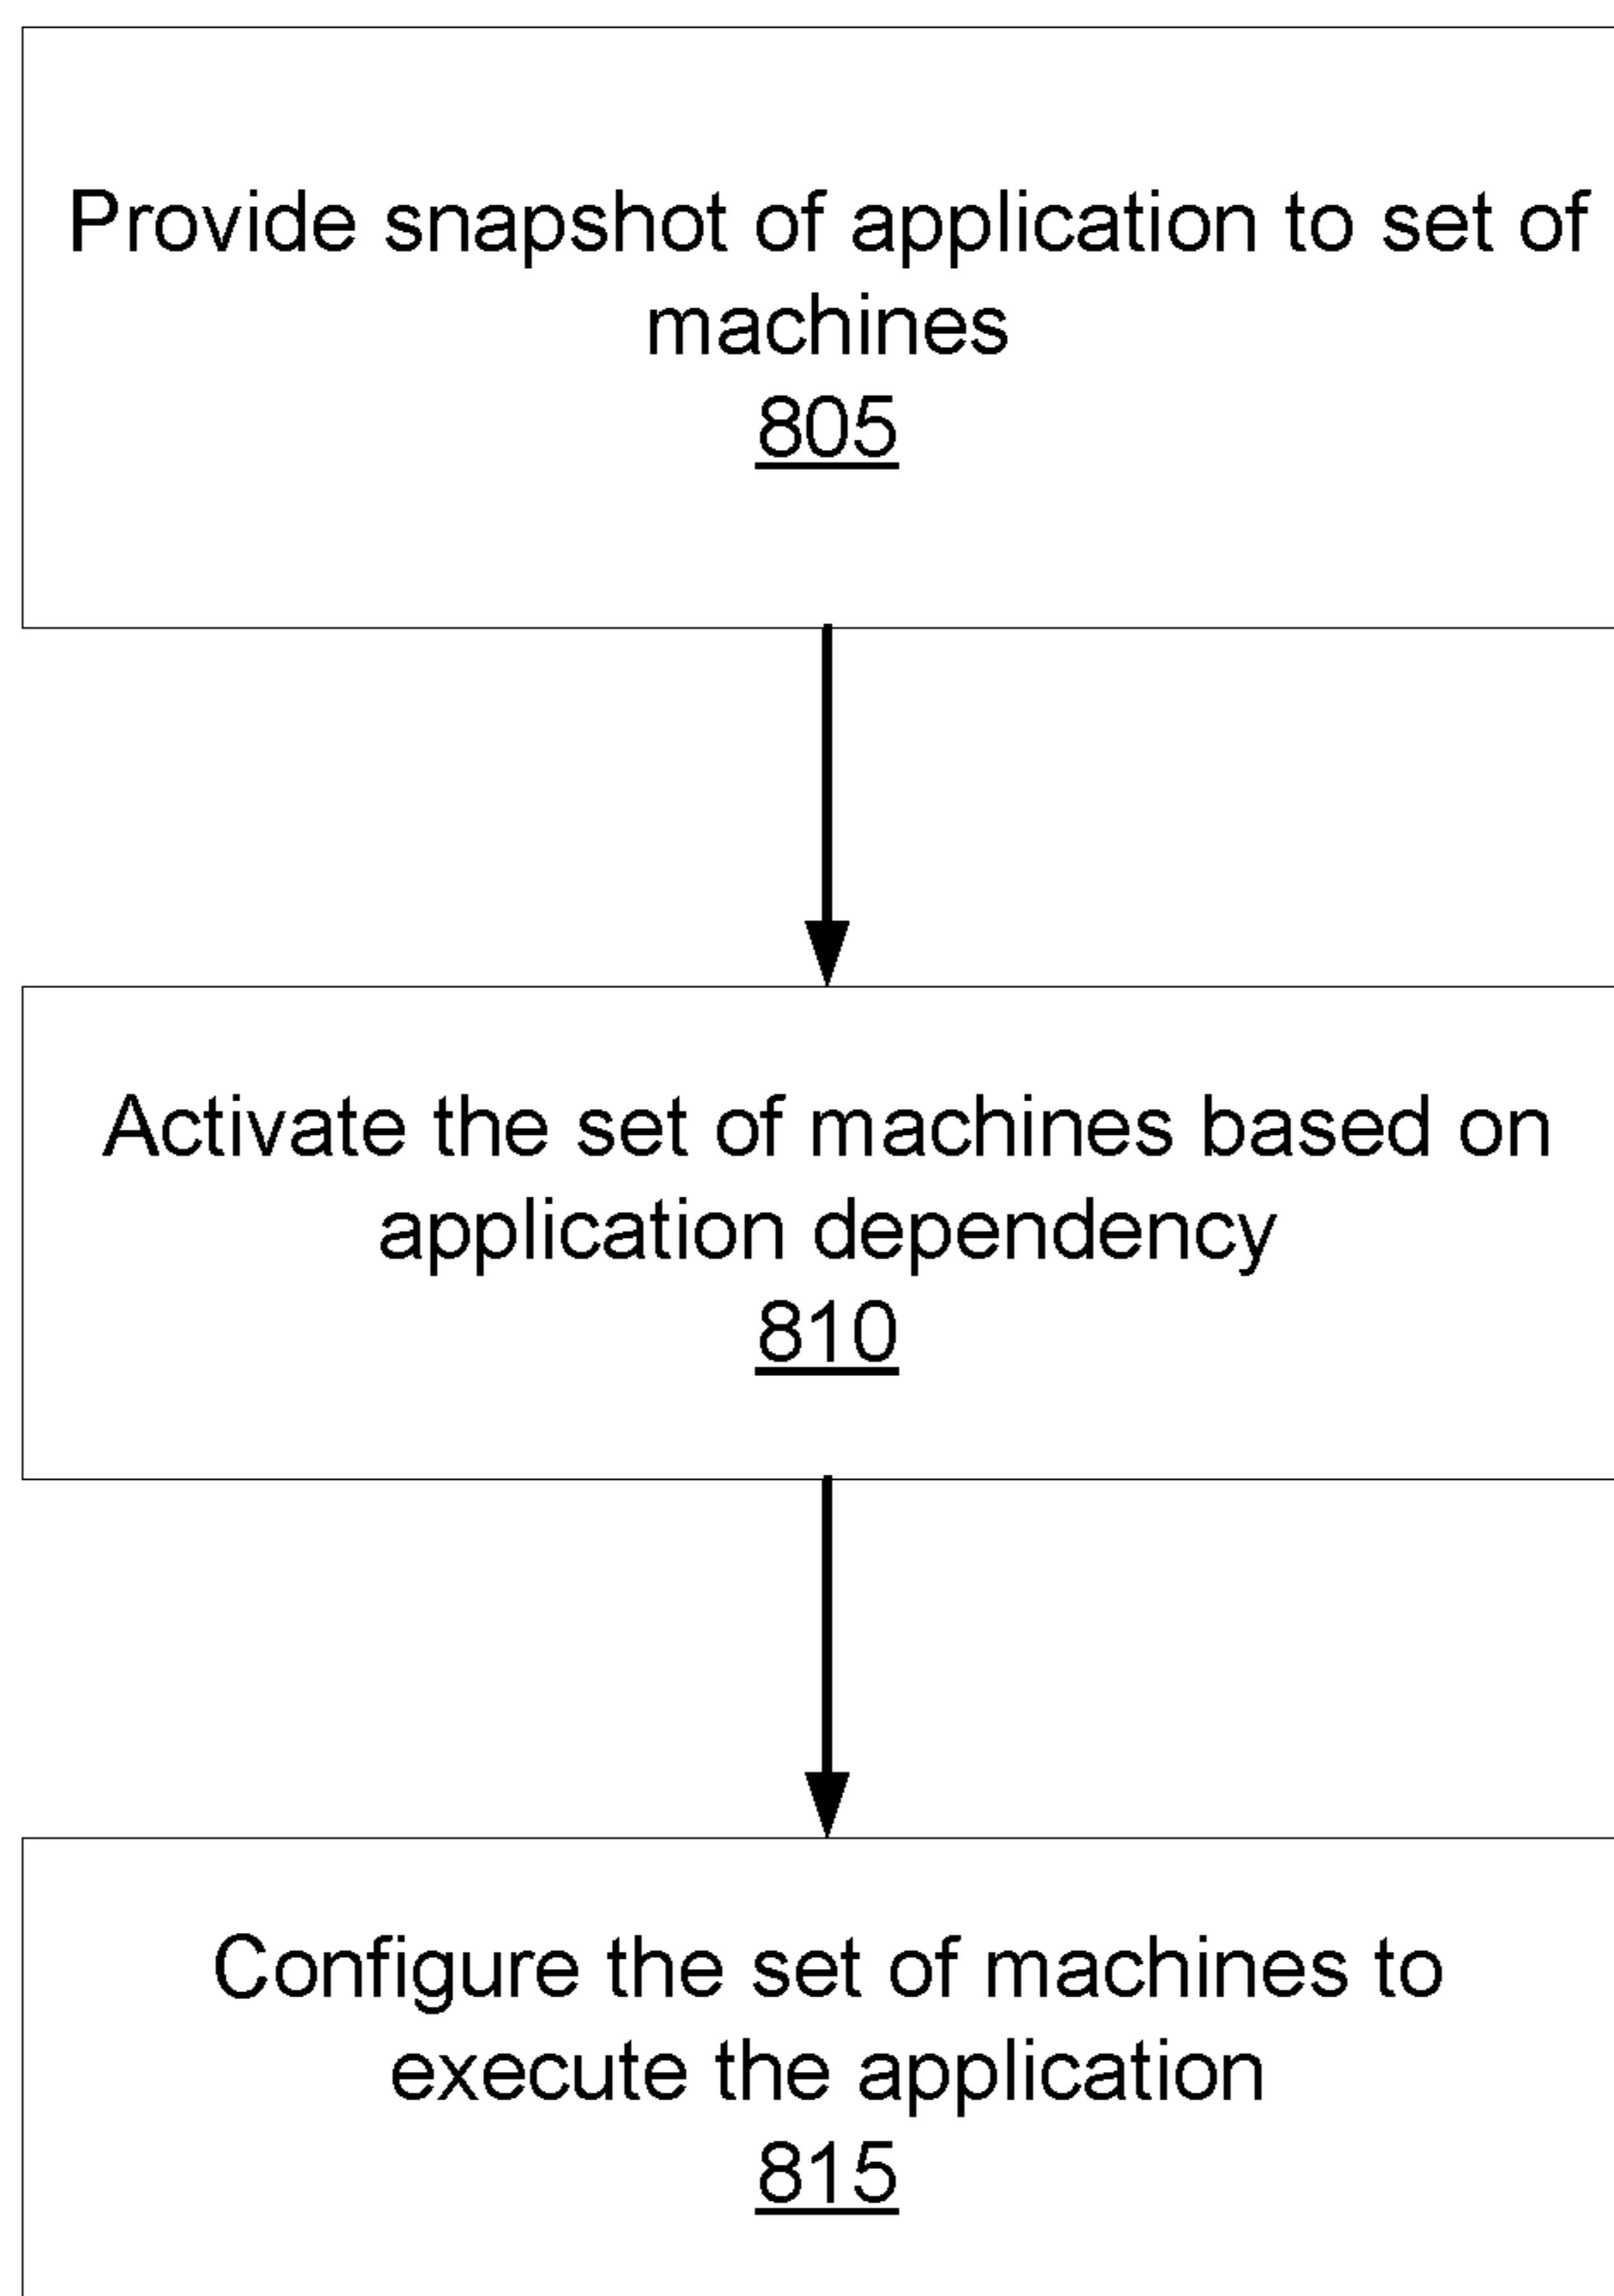 Provide snapshot of application to set of
machines
805
Activate the set of machines based on
application dependency
810
Configure the set of machines to
execute the application
815